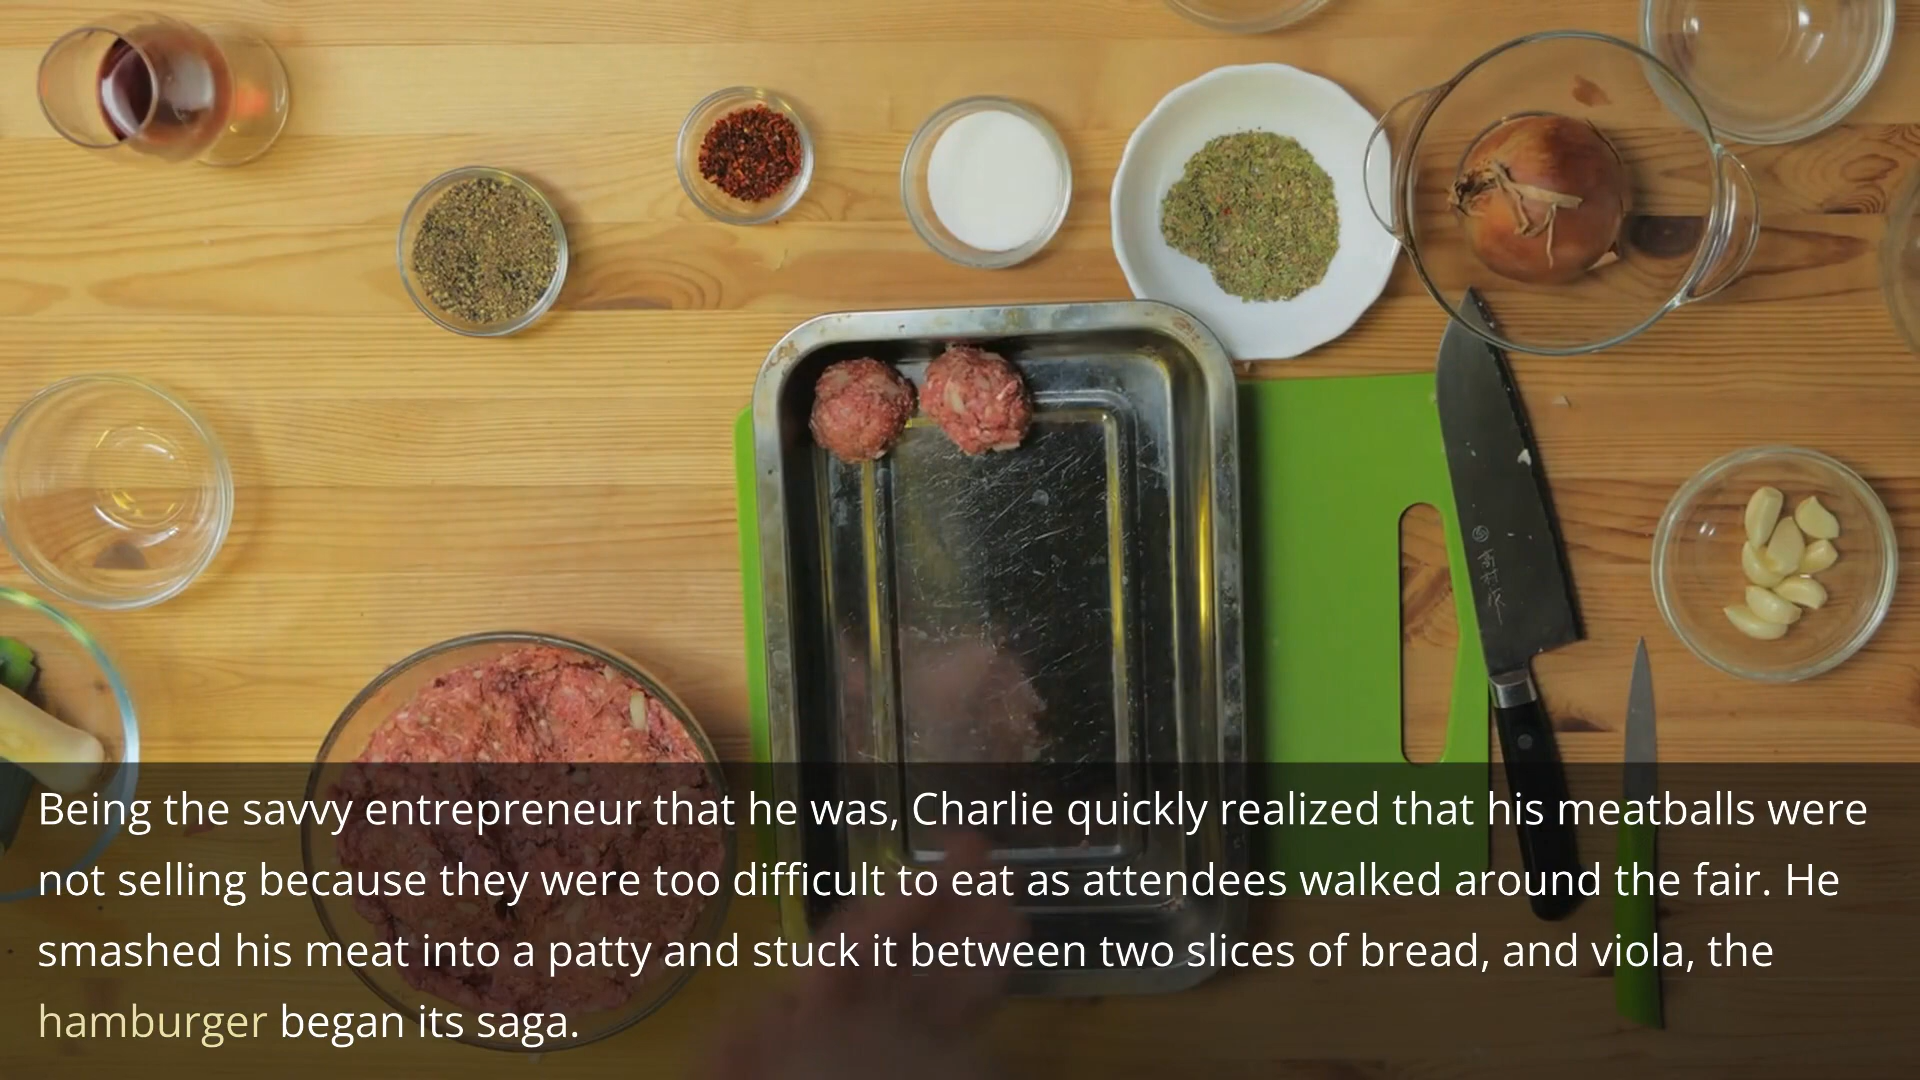 Being the savvy entrepreneur that he was, Charlie quickly realized that his meatballs were
not selling because they were too difficult to eat as attendees walked around the fair. He
smashed his meat into a patty and stuck it between two slices of bread, and viola, the
hamburger began its saga.